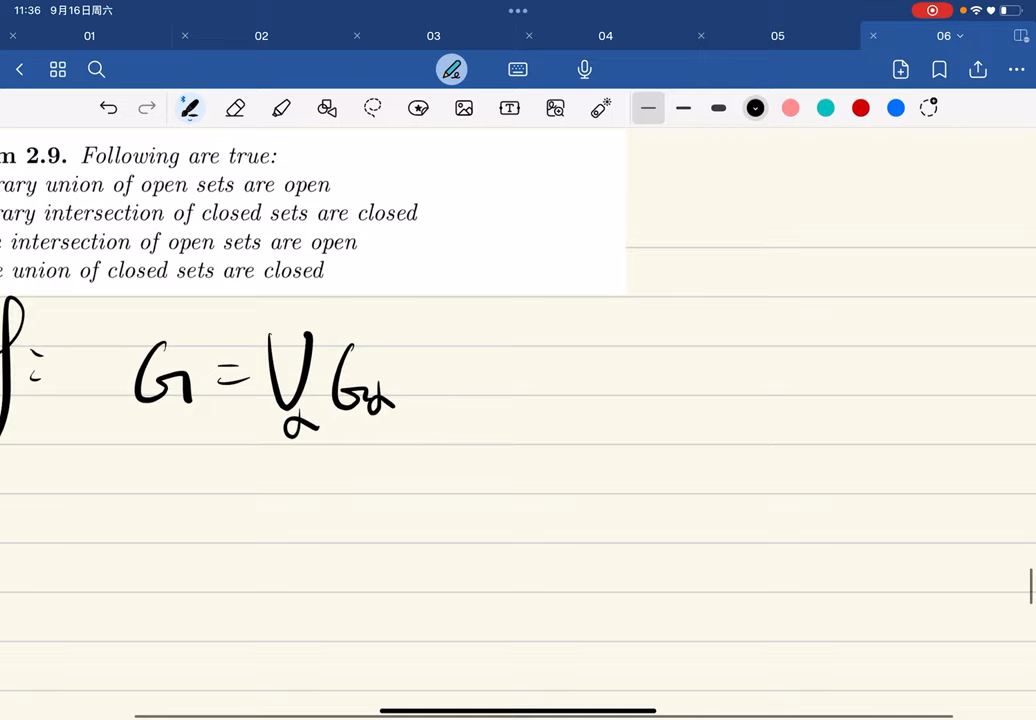 11:36 9月16日周六
01 02 03 04 05 06
m 2.9. Following are true:
rary union of open sets are open
rary intersection of closed sets are closed
e intersection of open sets are open
e union of closed sets are closed
f: G = ⋃_α G_α